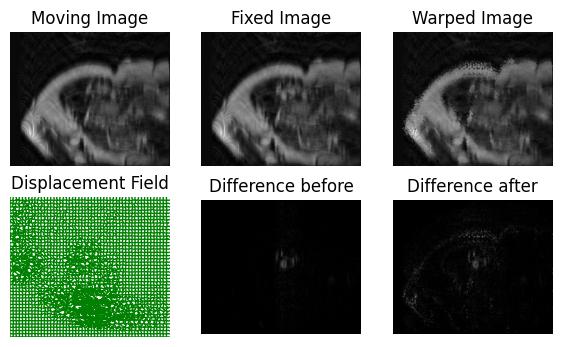 Moving Image
Fixed Image
Warped Image
Displacement Field
Difference before
Difference after